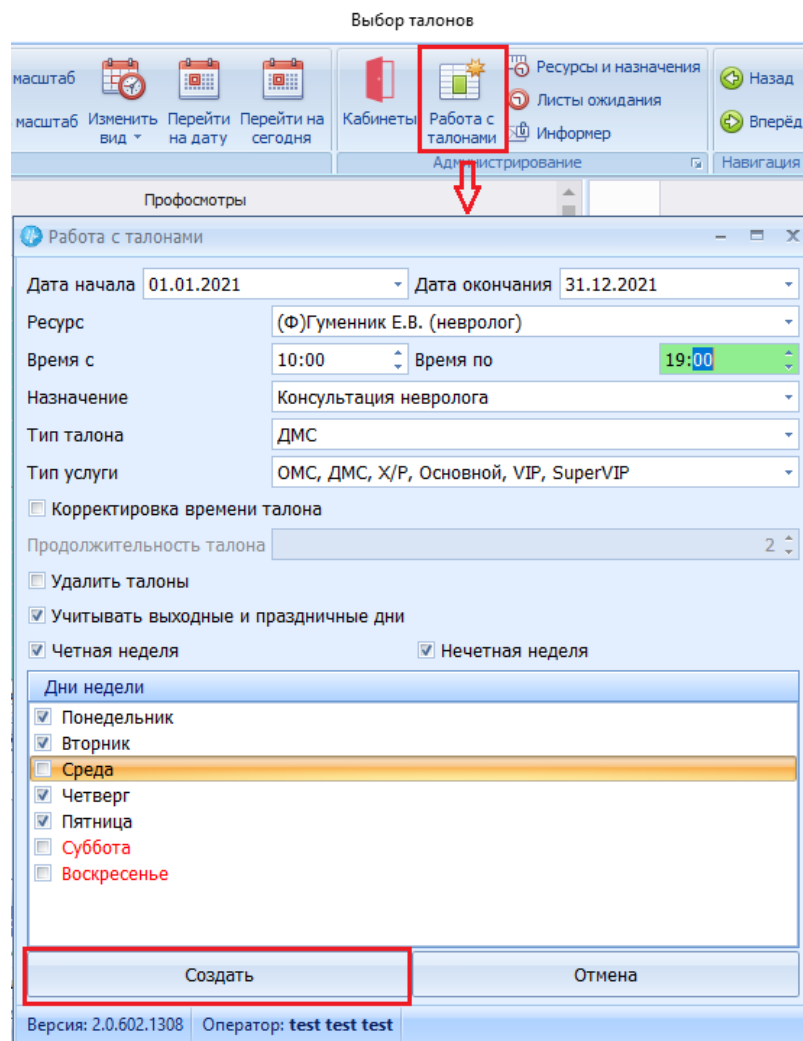 Выбор талонов
масштаб
Ресурсы и назначения
Назад
Листы ожидания
масштаб
Изменить вид
Перейти на дату
Перейти на сегодня
Кабинеты
Работа с талонами
Информер
Вперёд
Администрирование
Навигация
Профосмотры
Работа с талонами
Дата начала 01.01.2021 Дата окончания 31.12.2021
Ресурс (Ф)Гуменник Е.В. (невролог)
Время с 10:00 Время по 19:00
Назначение Консультация невролога
Тип талона ДМС
Тип услуги ОМС, ДМС, Х/Р, Основной, VIP, SuperVIP
Корректировка времени талона
Продолжительность талона 2
Удалить талоны
Учитывать выходные и праздничные дни
Четная неделя Нечетная неделя
Дни недели
Понедельник
Вторник
Среда
Четверг
Пятница
Суббота
Воскресенье
Создать Отмена
Версия: 2.0.602.1308 Оператор: test test test